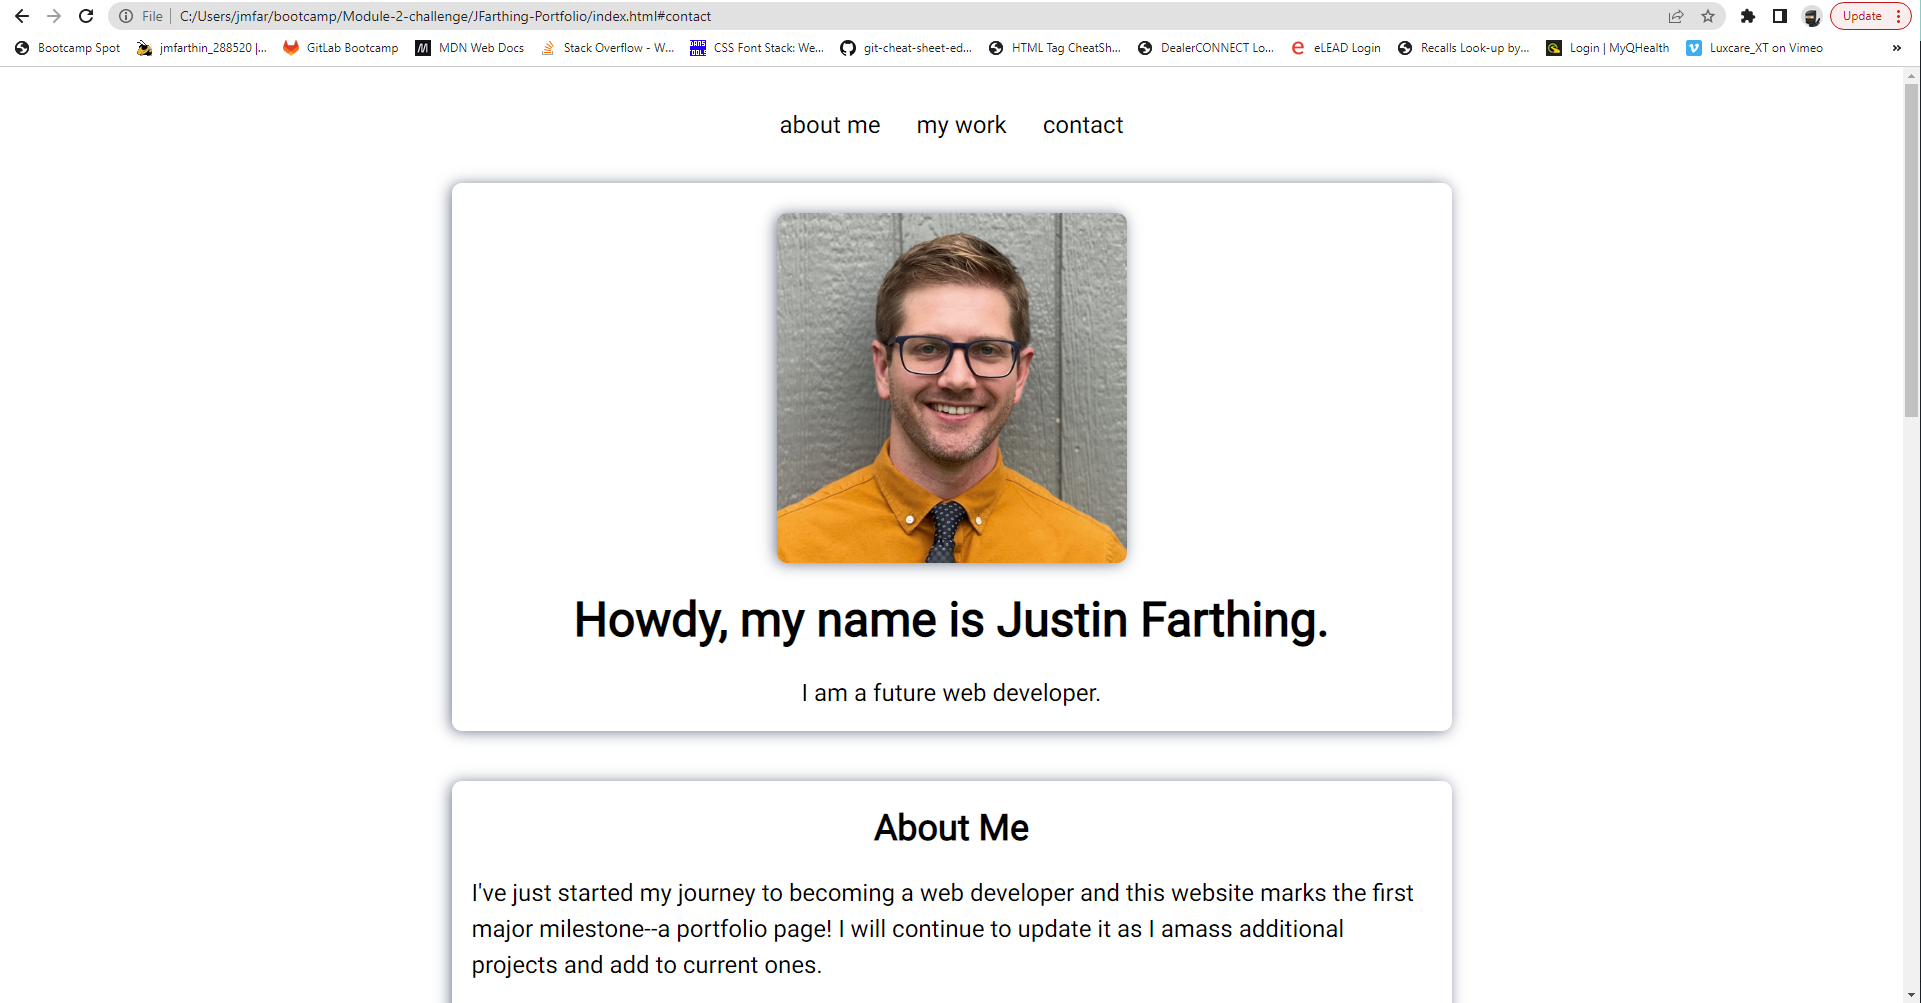 File C:/Users/jmfar/bootcamp/Module-2-challenge/JFarthing-Portfolio/index.html#contact Update
Bootcamp Spot jmfarthin_288520 |... GitLab Bootcamp M MDN Web Docs Stack Overflow - W... DANS TOOLS CSS Font Stack: We... git-cheat-sheet-ed... HTML Tag CheatSh... DealerCONNECT Lo... e eLEAD Login Recalls Look-up by... Login | MyQHealth Luxcare_XT on Vimeo »
about me my work contact
Howdy, my name is Justin Farthing.
I am a future web developer.
About Me
I've just started my journey to becoming a web developer and this website marks the first
major milestone--a portfolio page! I will continue to update it as I amass additional
projects and add to current ones.